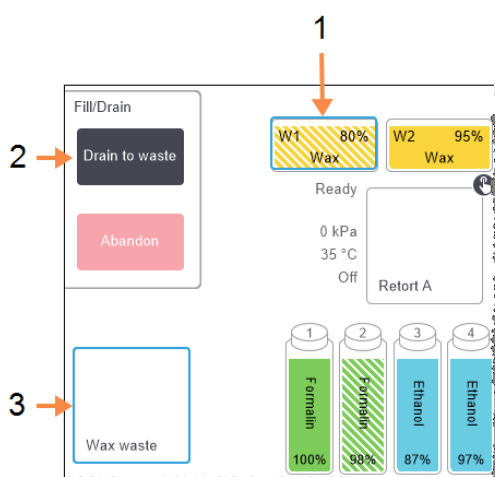 1
Fill/Drain
2
Drain to waste
Abandon
W1 80%
Wax
W2 95%
Wax
Ready
0 kPa
35 °C
Off
Retort A
3
Wax waste
1
Formalin
100%
2
Formalin
98%
3
Ethanol
87%
4
Ethanol
97%